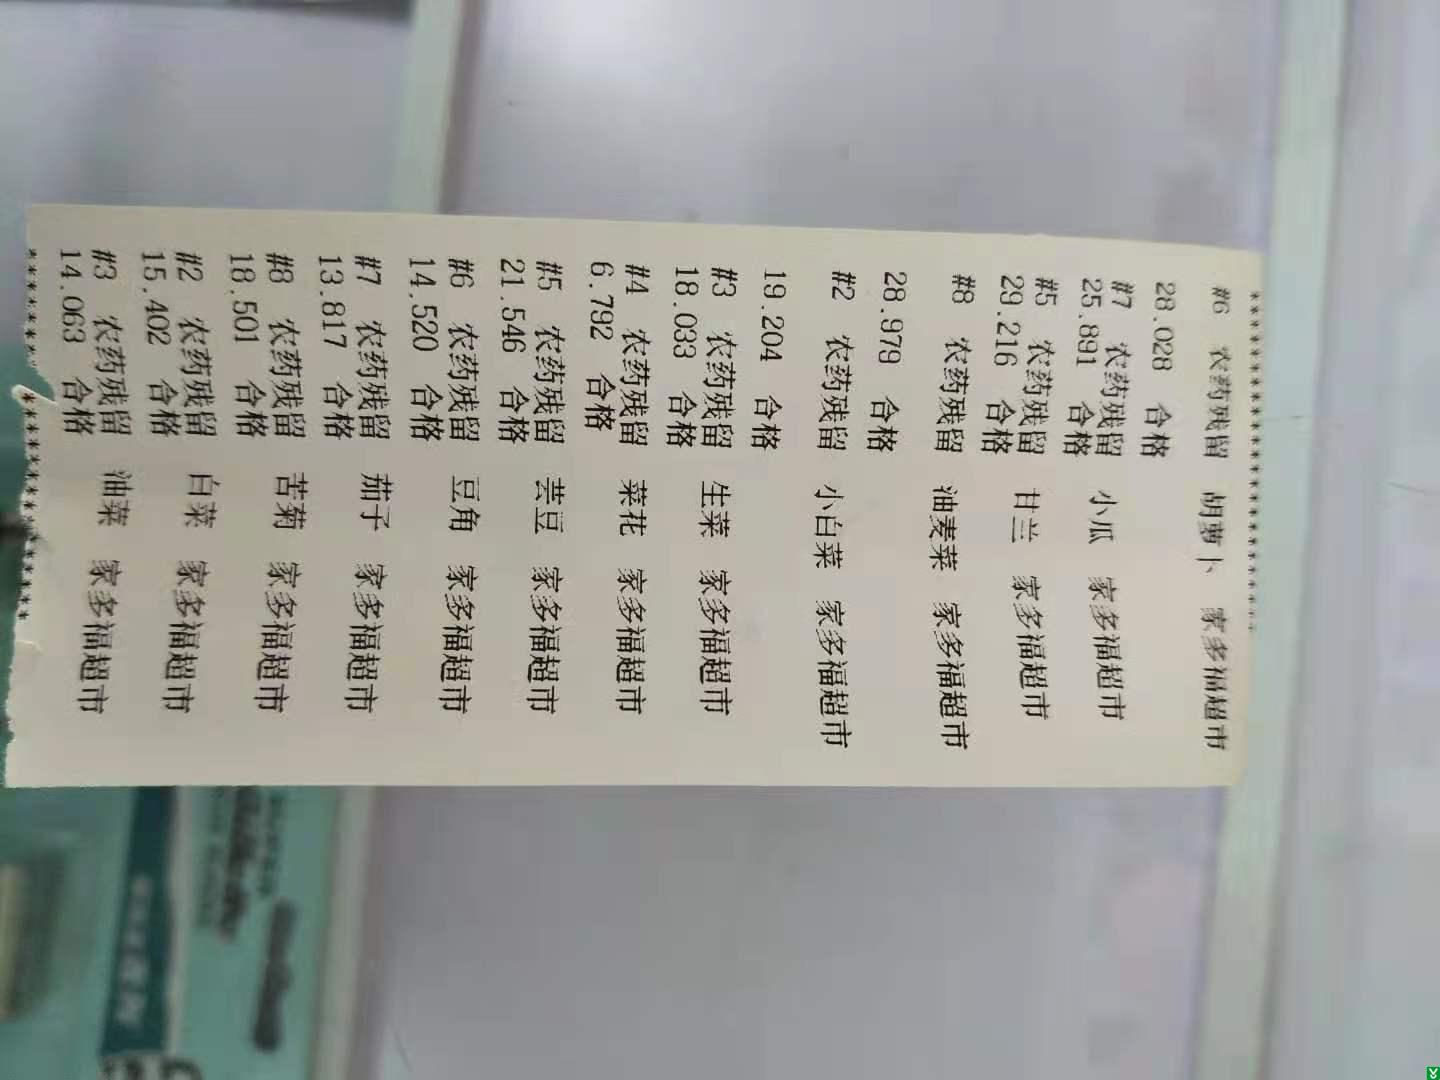 ****************************
#6 农药残留 胡萝卜 家多福超市
28.028 合格
#7 农药残留 小瓜 家多福超市
25.891 合格
#5 农药残留 甘兰 家多福超市
29.216 合格
#8 农药残留 油麦菜 家多福超市
28.979 合格
#2 农药残留 小白菜 家多福超市
19.204 合格
#3 农药残留 生菜 家多福超市
18.033 合格
#4 农药残留 菜花 家多福超市
6.792 合格
#5 农药残留 芸豆 家多福超市
21.546 合格
#6 农药残留 豆角 家多福超市
14.520 合格
#7 农药残留 茄子 家多福超市
13.817 合格
#8 农药残留 苦菊 家多福超市
18.501 合格
#2 农药残留 白菜 家多福超市
15.402 合格
#3 农药残留 油菜 家多福超市
14.063 合格
****************************